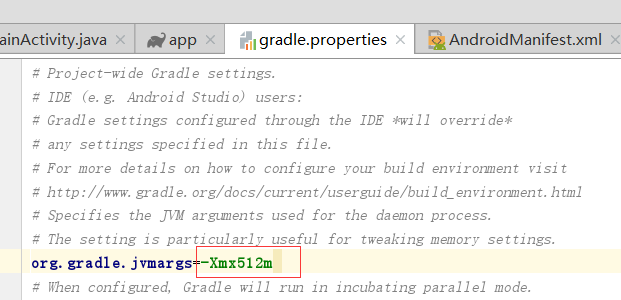 ainActivity.java × app × gradle.properties × AndroidManifest.xml ×
# Project-wide Gradle settings.
# IDE (e.g. Android Studio) users:
# Gradle settings configured through the IDE *will override*
# any settings specified in this file.
# For more details on how to configure your build environment visit
# http://www.gradle.org/docs/current/userguide/build_environment.html
# Specifies the JVM arguments used for the daemon process.
# The setting is particularly useful for tweaking memory settings.
org.gradle.jvmargs=-Xmx512m
# When configured, Gradle will run in incubating parallel mode.